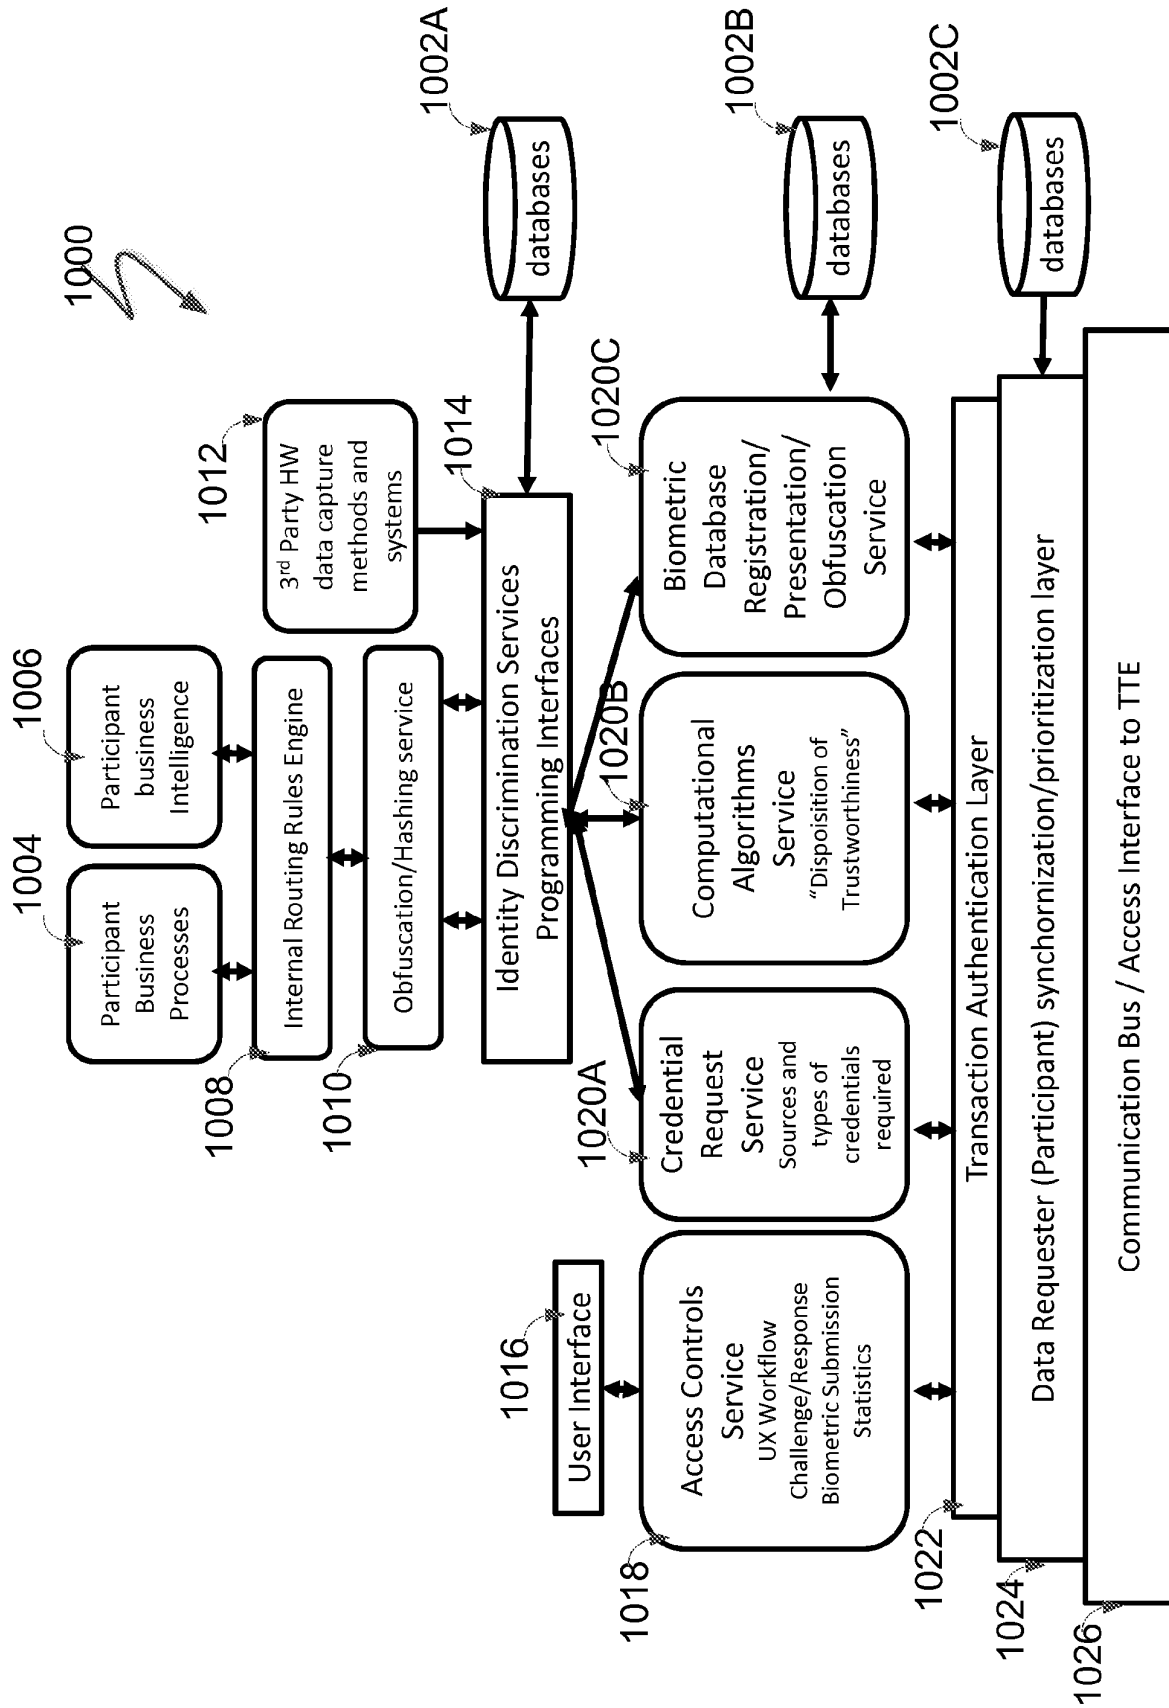 1000
1004
Participant
Business
Processes
1006
Participant
business
Intelligence
1008
Internal Routing Rules Engine
1010
Obfuscation/Hashing service
1012
3rd Party HW
data capture
methods and
systems
1014
Identity Discrimination Services
Programming Interfaces
1002A
databases
1016
User Interface
1018
Access Controls
Service
UX Workflow
Challenge/Response
Biometric Submission
Statistics
1020A
Credential
Request
Service
Sources and
types of
credentials
required
1020B
Computational
Algorithms
Service
“Dispoisition of
Trustworthiness”
1020C
Biometric
Database
Registration/
Presentation/
Obfuscation
Service
1002B
databases
1022
Transaction Authentication Layer
1024
Data Requester (Participant) synchornization/prioritization layer
1002C
databases
1026
Communication Bus / Access Interface to TTE